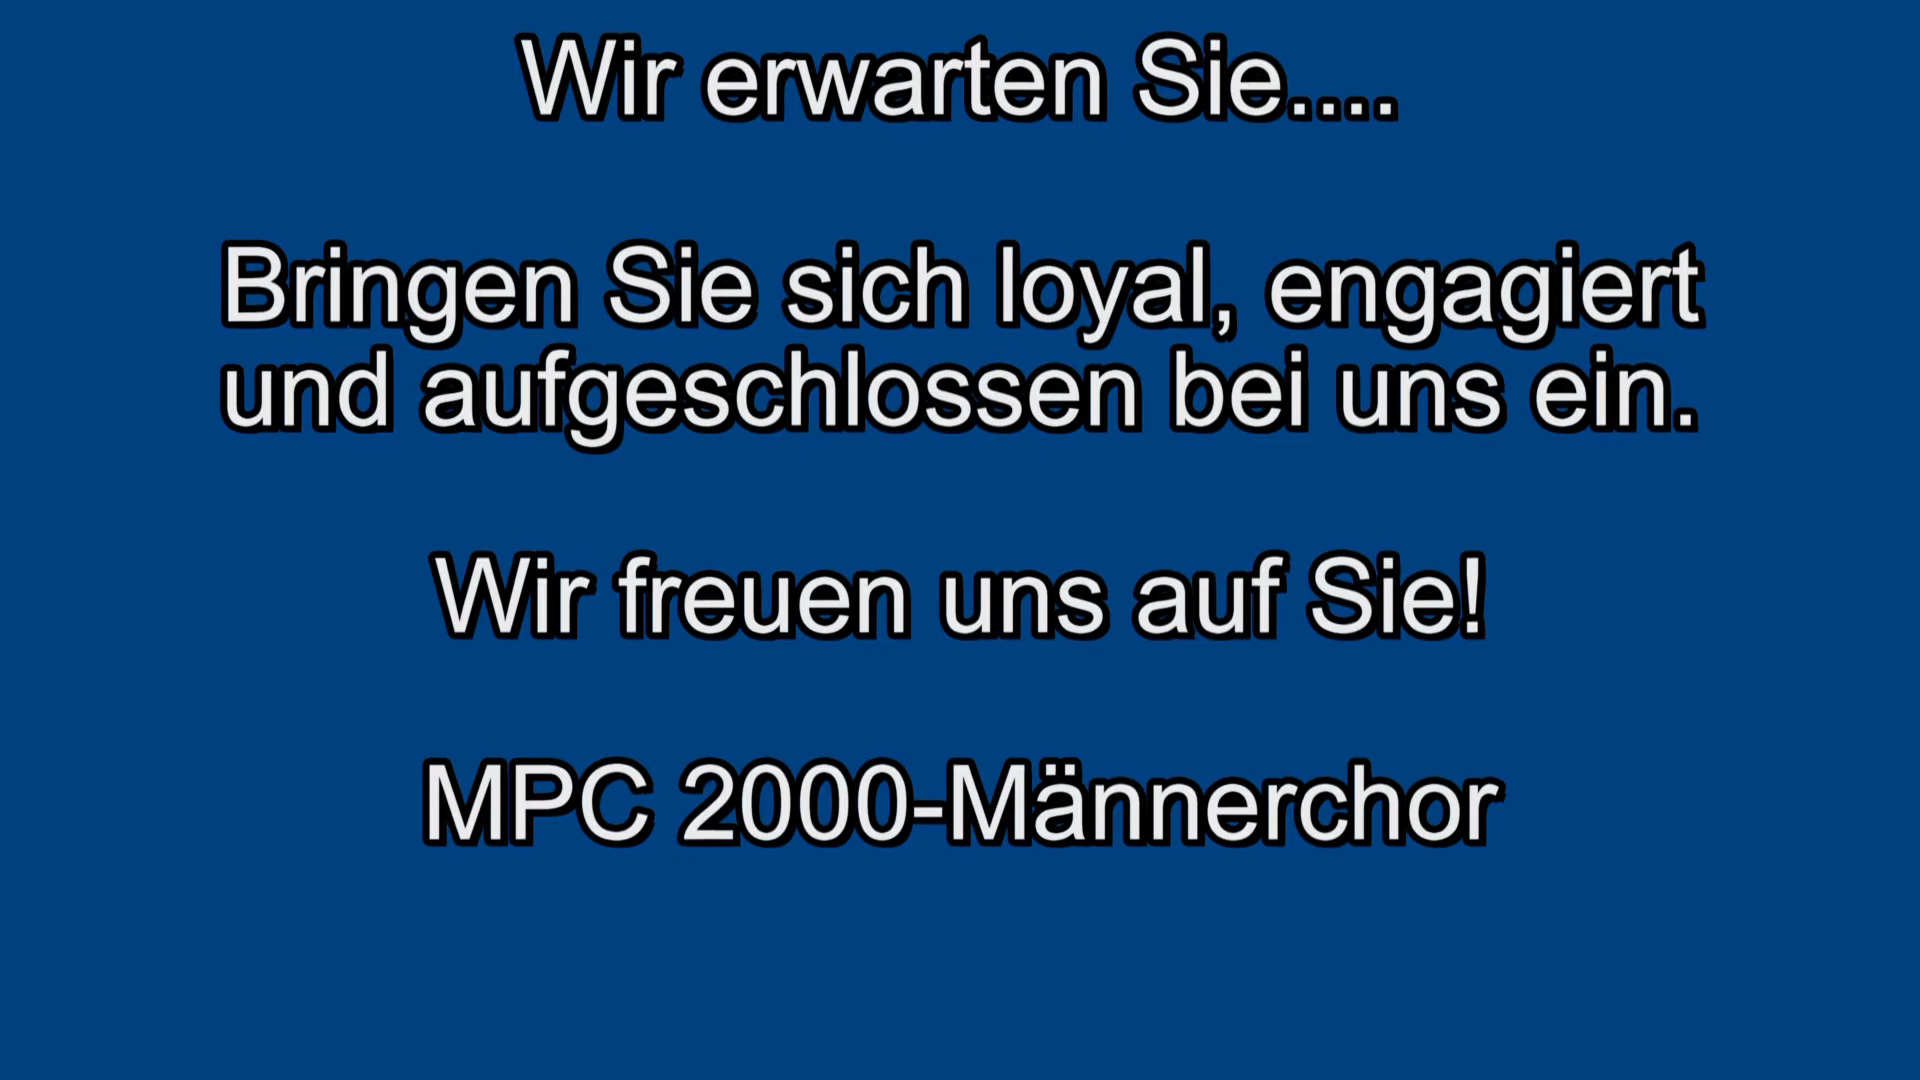 Wir erwarten Sie....
Bringen Sie sich loyal, engagiert
und aufgeschlossen bei uns ein.
Wir freuen uns auf Sie!
MPC 2000-Männerchor